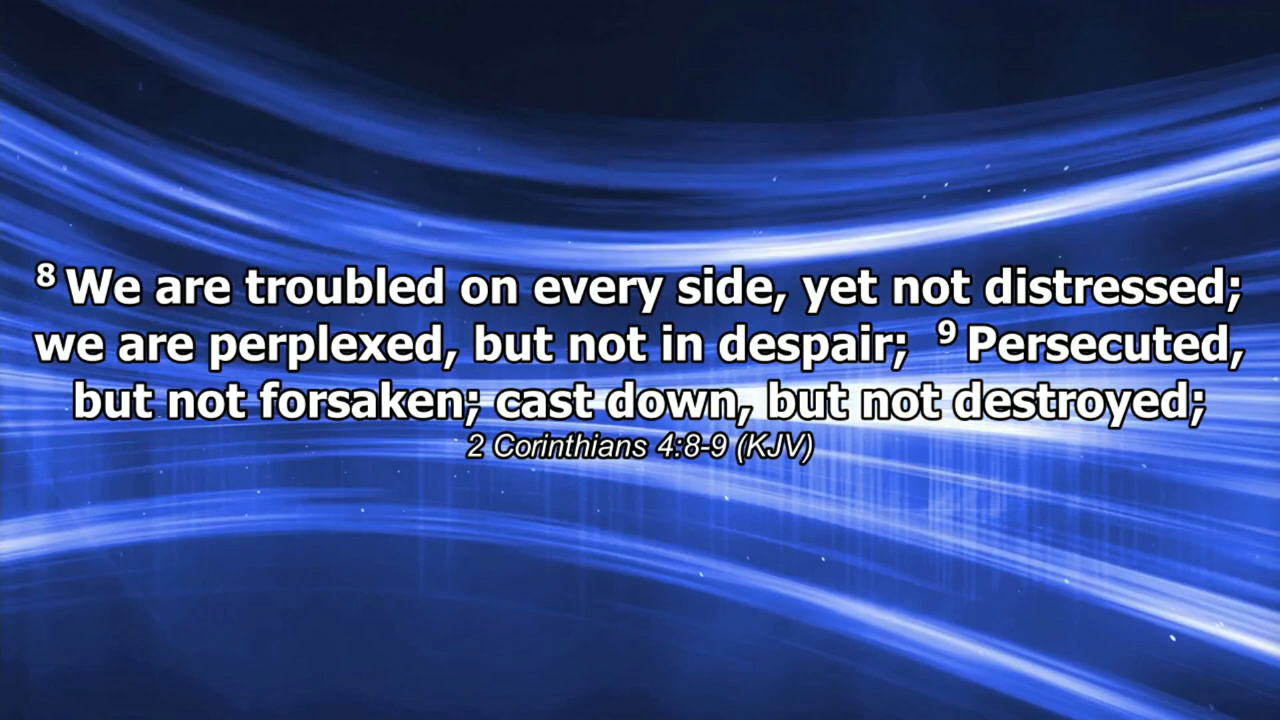 8 We are troubled on every side, yet not distressed;
we are perplexed, but not in despair; 9 Persecuted,
but not forsaken; cast down, but not destroyed;
2 Corinthians 4:8-9 (KJV)